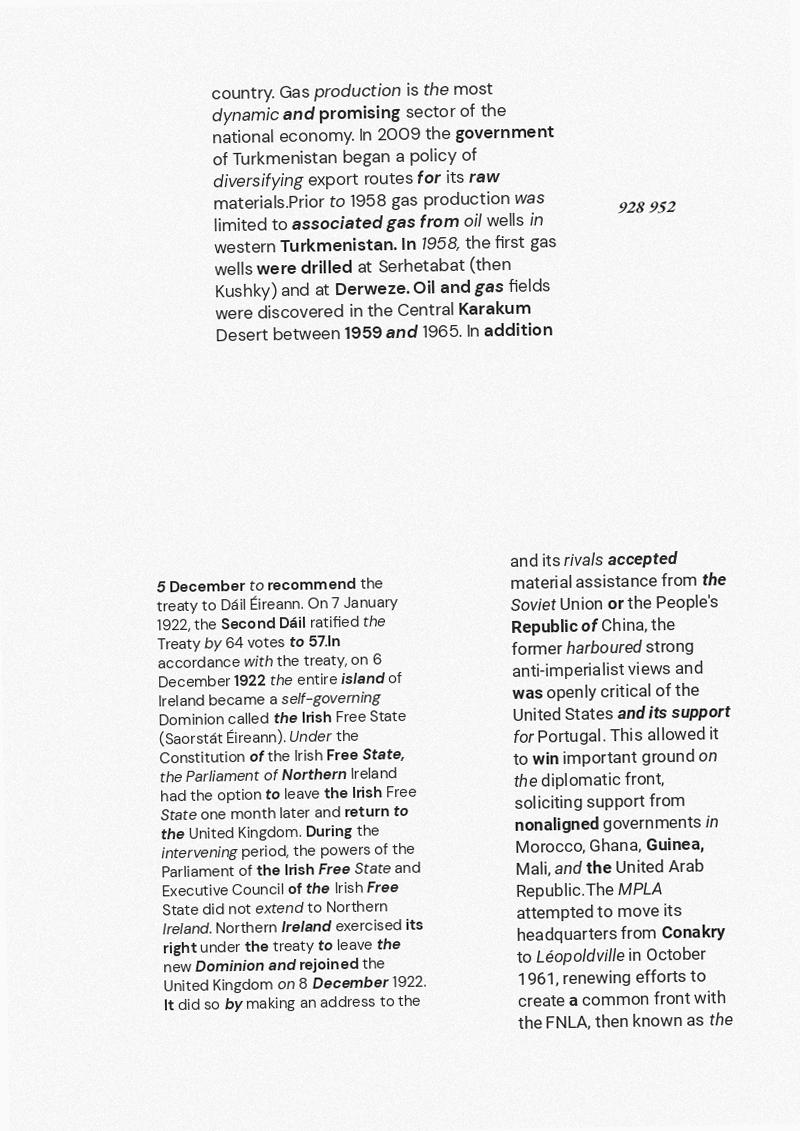 country. Gas production is the most
dynamic and promising sector of the
national economy. In 2009 the government
of Turkmenistan began a policy of
diversifying export routes for its raw
materials.Prior to 1958 gas production was
limited to associated gas from oil wells in
western Turkmenistan. In 1958, the first gas
wells were drilled at Serhetabat (then
Kushky) and at Derweze. Oil and gas fields
were discovered in the Central Karakum
Desert between 1959 and 1965. In addition
928 952
5 December to recommend the
treaty to Dáil Éireann. On 7 January
1922, the Second Dáil ratified the
Treaty by 64 votes to 57.In
accordance with the treaty, on 6
December 1922 the entire island of
Ireland became a self-governing
Dominion called the Irish Free State
(Saorstát Éireann). Under the
Constitution of the Irish Free State,
the Parliament of Northern Ireland
had the option to leave the Irish Free
State one month later and return to
the United Kingdom. During the
intervening period, the powers of the
Parliament of the Irish Free State and
Executive Council of the Irish Free
State did not extend to Northern
Ireland. Northern Ireland exercised its
right under the treaty to leave the
new Dominion and rejoined the
United Kingdom on 8 December 1922.
It did so by making an address to the
and its rivals accepted
material assistance from the
Soviet Union or the People's
Republic of China, the
former harboured strong
anti-imperialist views and
was openly critical of the
United States and its support
for Portugal. This allowed it
to win important ground on
the diplomatic front,
soliciting support from
nonaligned governments in
Morocco, Ghana, Guinea,
Mali, and the United Arab
Republic.The MPLA
attempted to move its
headquarters from Conakry
to Léopoldville in October
1961, renewing efforts to
create a common front with
the FNLA, then known as the